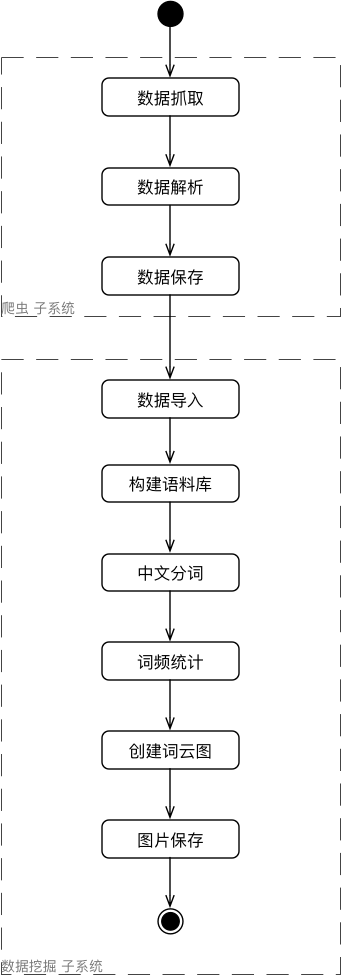 数据抓取
数据解析
数据保存
爬虫 子系统
数据导入
构建语料库
中文分词
词频统计
创建词云图
图片保存
数据挖掘 子系统